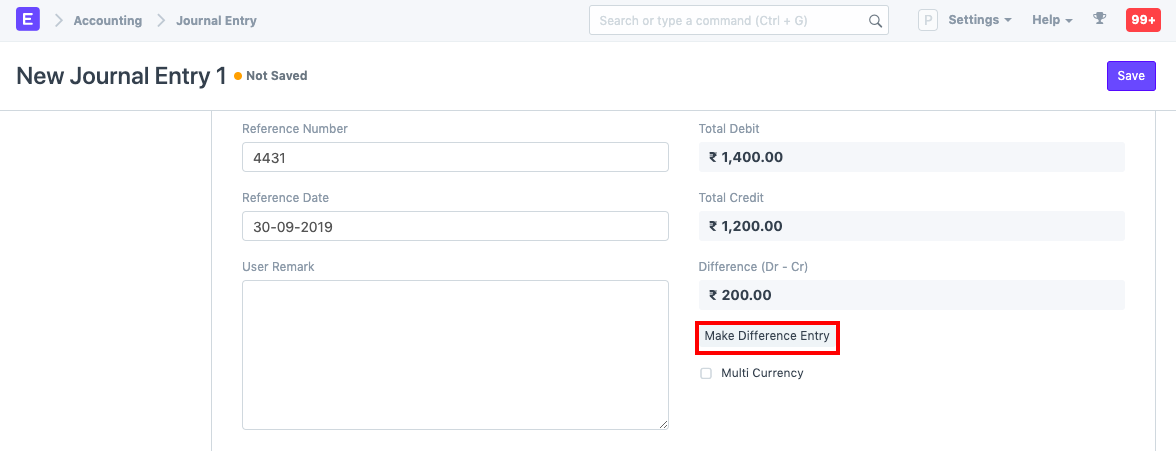 E Accounting Journal Entry Search or type a command (Ctrl + G) P Settings Help 99+
New Journal Entry 1 Not Saved Save
Reference Number Total Debit
4431 ₹ 1,400.00
Reference Date Total Credit
30-09-2019 ₹ 1,200.00
User Remark Difference (Dr - Cr)
₹ 200.00
Make Difference Entry
Multi Currency